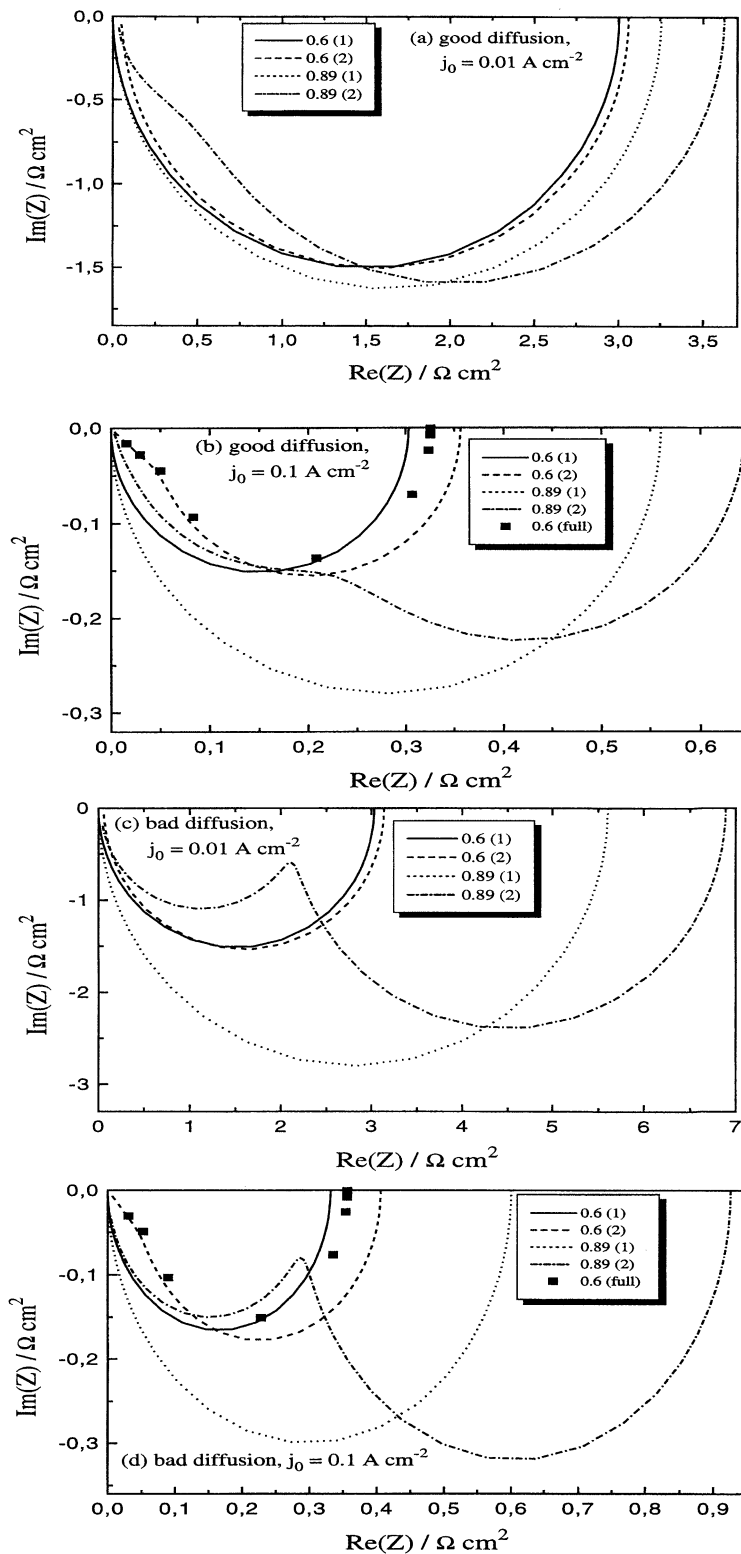 0.6 (1)
0.6 (2)
0.89 (1)
0.89 (2)
(a) good diffusion,
j0 = 0.01 A cm-2
0,0
-0,5
-1.0
-1.5
Im(Z) / Ω cm2
0,0 0,5 1,0 1,5 2,0 2,5 3,0 3,5
Re(Z) / Ω cm2
(b) good diffusion,
j0 = 0.1 A cm-2
0.6 (1)
0.6 (2)
0.89 (1)
0.89 (2)
0.6 (full)
0,0
-0,1
-0,2
-0,3
Im(Z) / Ω cm2
0,0 0,1 0,2 0,3 0,4 0,5 0,6
Re(Z) / Ω cm2
(c) bad diffusion,
j0 = 0.01 A cm-2
0.6 (1)
0.6 (2)
0.89 (1)
0.89 (2)
0
-1
-2
-3
Im(Z) / Ω cm2
0 1 2 3 4 5 6 7
Re(Z) / Ω cm2
0.6 (1)
0.6 (2)
0.89 (1)
0.89 (2)
0.6 (full)
0,0
-0,1
-0,2
-0,3
Im(Z) / Ω cm2
(d) bad diffusion, j0 = 0.1 A cm-2
0,0 0,1 0,2 0,3 0,4 0,5 0,6 0,7 0,8 0,9
Re(Z) / Ω cm2